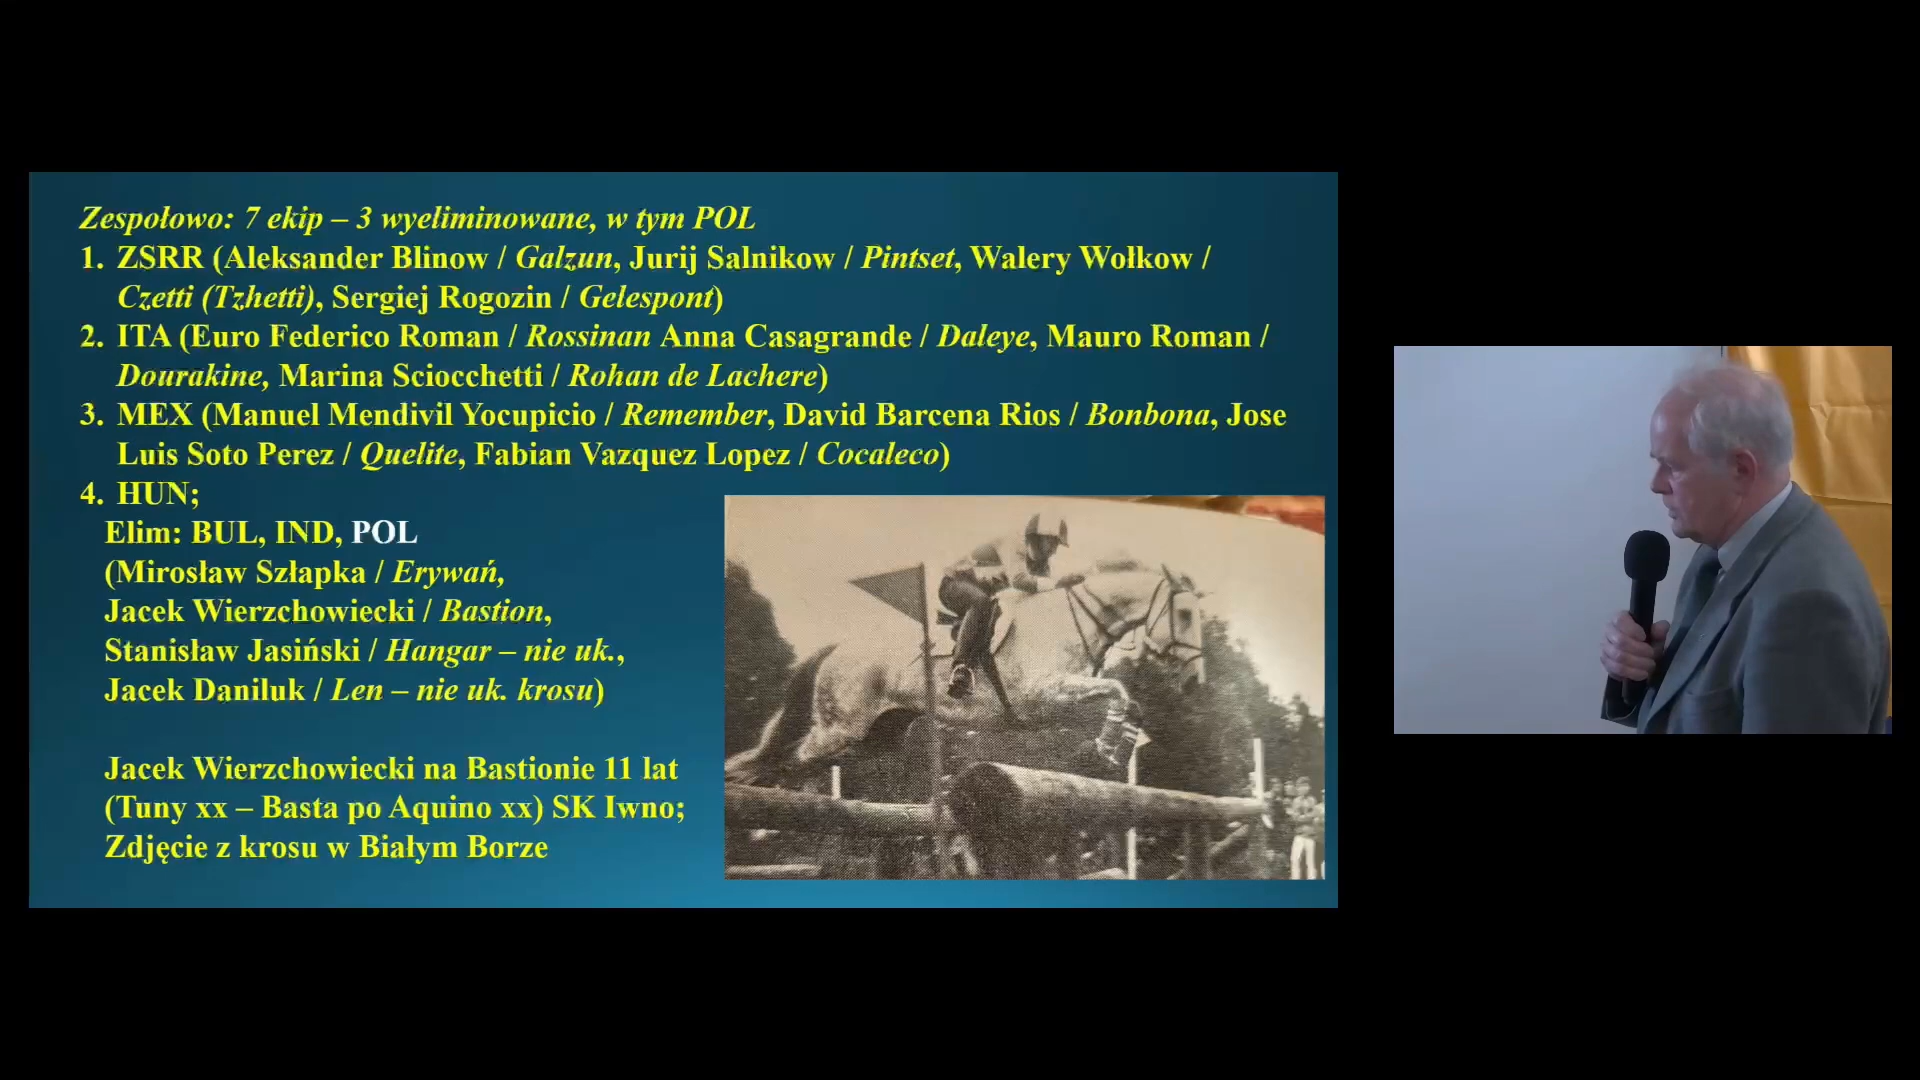 Zespołowo: 7 ekip – 3 wyeliminowane, w tym POL
1. ZSRR (Aleksander Blinow / Galzun, Jurij Salnikow / Pintset, Walery Wołkow /
Czetti (Tzhetti), Sergiej Rogozin / Gelespont)
2. ITA (Euro Federico Roman / Rossinan Anna Casagrande / Daleye, Mauro Roman /
Dourakine, Marina Sciocchetti / Rohan de Lachere)
3. MEX (Manuel Mendivil Yocupicio / Remember, David Barcena Rios / Bonbona, Jose
Luis Soto Perez / Quelite, Fabian Vazquez Lopez / Cocaleco)
4. HUN;
Elim: BUL, IND, POL
(Mirosław Szłapka / Erywań,
Jacek Wierzchowiecki / Bastion,
Stanisław Jasiński / Hangar – nie uk.,
Jacek Daniluk / Len – nie uk. krosu)
Jacek Wierzchowiecki na Bastionie 11 lat
(Tuny xx – Basta po Aquino xx) SK Iwno;
Zdjęcie z krosu w Białym Borze